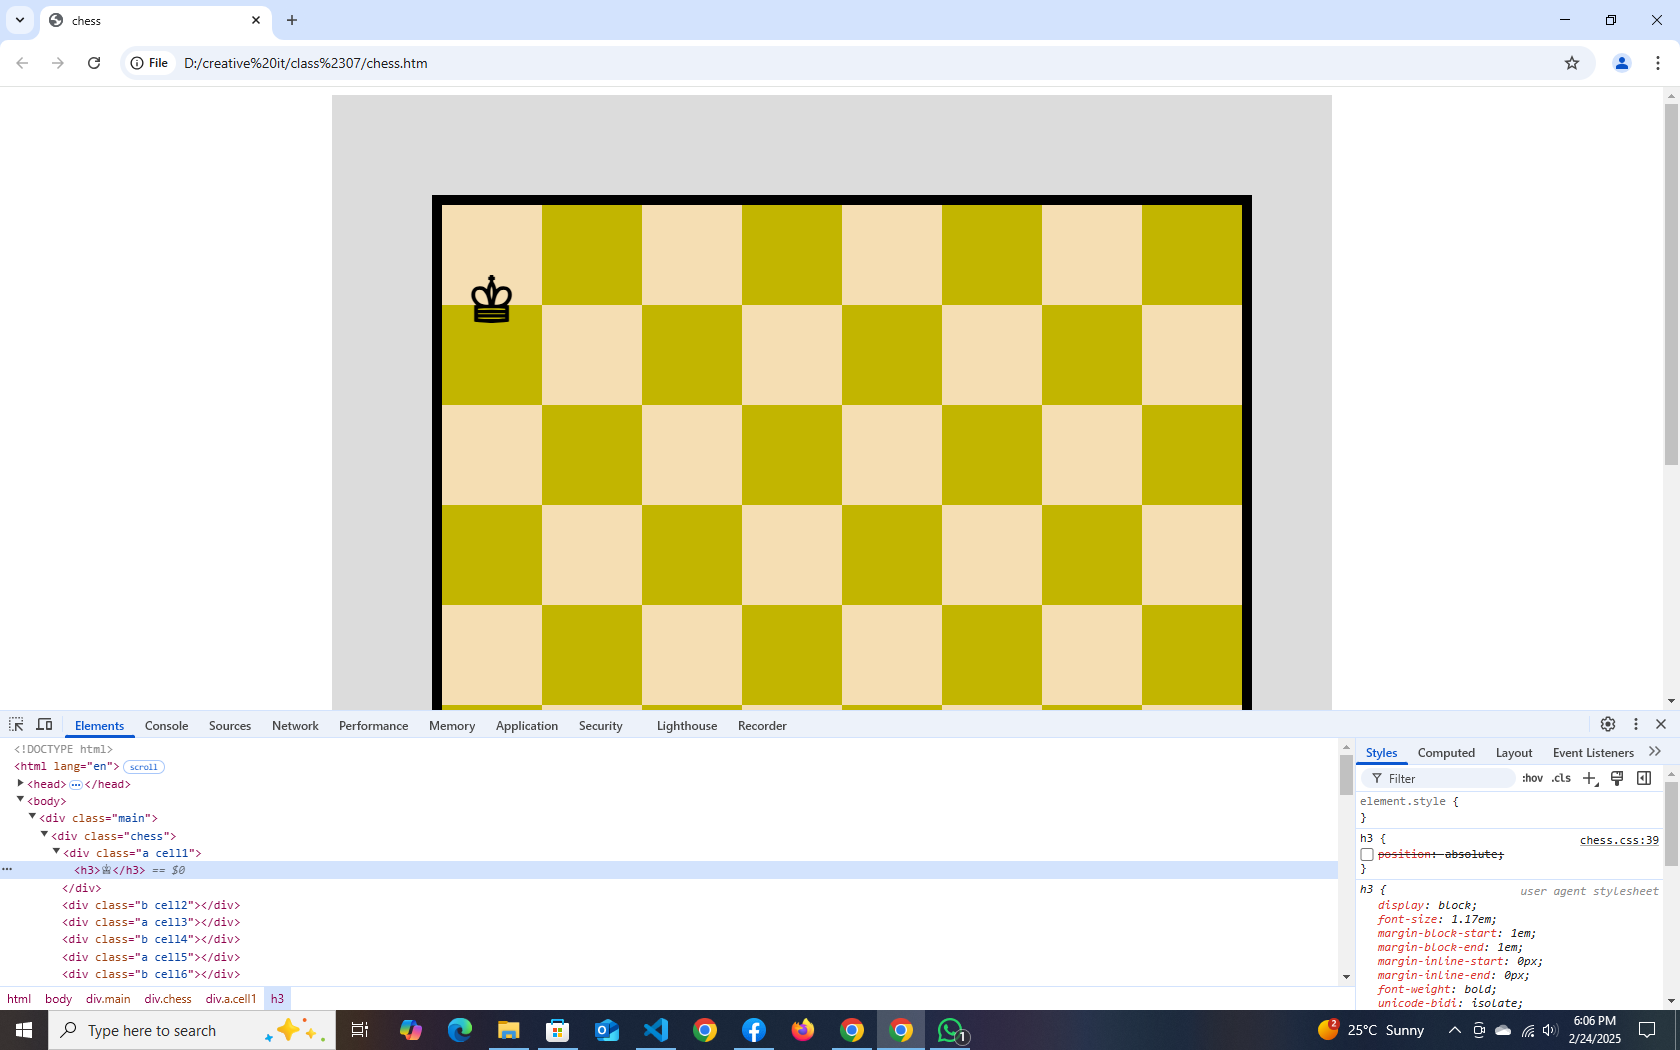 chess
File D:/creative%20it/class%2307/chess.htm
♔
Elements Console Sources Network Performance Memory Application Security Lighthouse Recorder
<!DOCTYPE html>
<html lang="en"> scroll
<head> ••• </head>
<body>
<div class="main">
<div class="chess">
<div class="a cell1">
••• <h3>♔</h3> == $0
</div>
<div class="b cell2"></div>
<div class="a cell3"></div>
<div class="b cell4"></div>
<div class="a cell5"></div>
<div class="b cell6"></div>
html body div.main div.chess div.a.cell1 h3
Styles Computed Layout Event Listeners
Filter :hov .cls
element.style {
}
h3 { chess.css:39
position: absolute;
}
h3 { user agent stylesheet
display: block;
font-size: 1.17em;
margin-block-start: 1em;
margin-block-end: 1em;
margin-inline-start: 0px;
margin-inline-end: 0px;
font-weight: bold;
unicode-bidi: isolate;
Type here to search
1
2
25°C Sunny
6:06 PM
2/24/2025